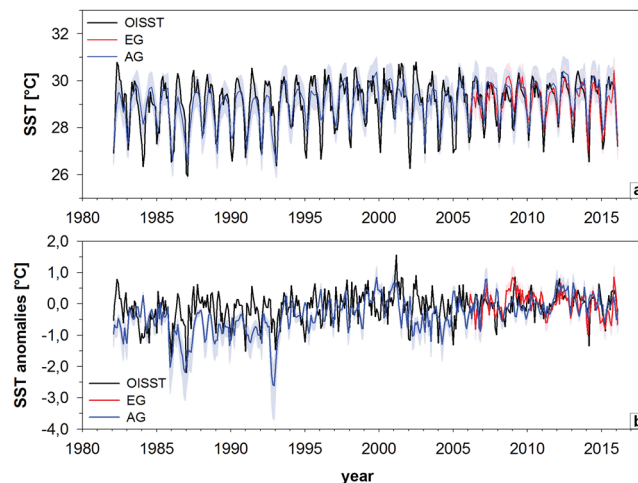 32
30
28
26
SST [°C]
OISST
EG
AG
a
1980 1985 1990 1995 2000 2005 2010 2015
2,0
1,0
0,0
-1,0
-2,0
-3,0
-4,0
SST anomalies [°C]
OISST
EG
AG
b
1980 1985 1990 1995 2000 2005 2010 2015
year